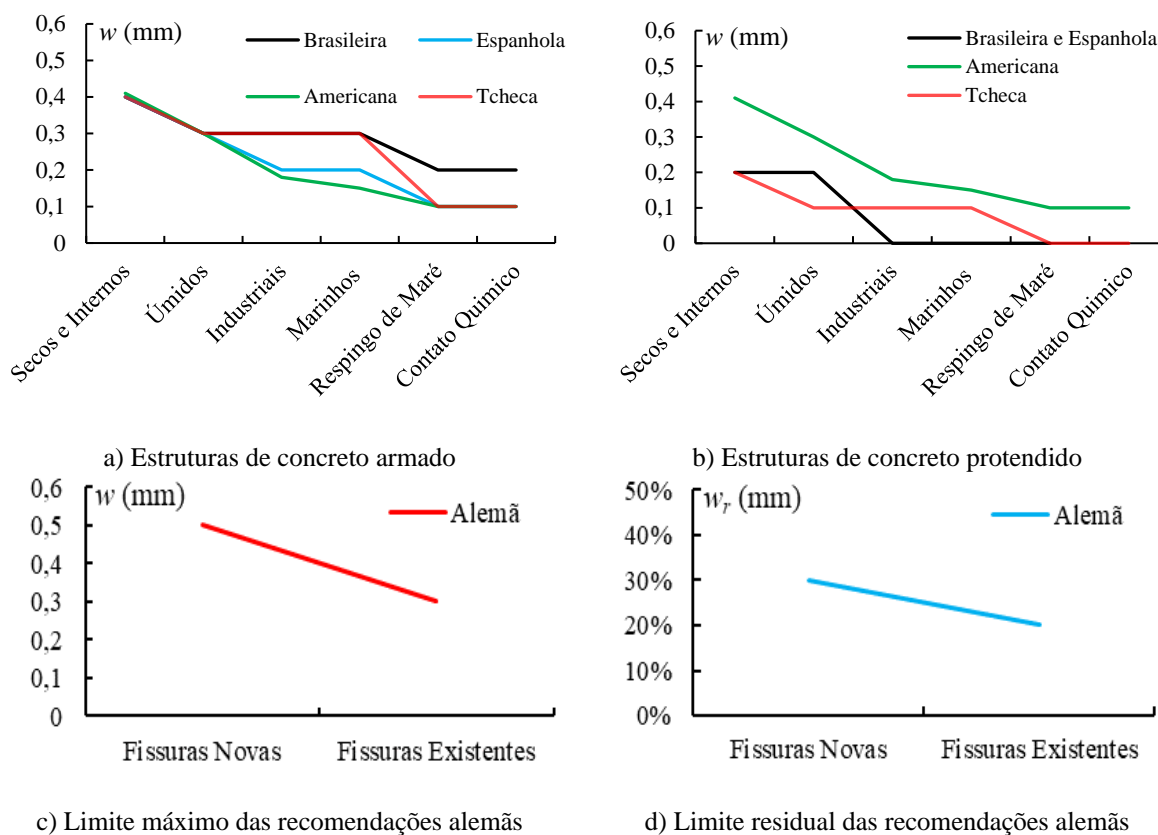 w (mm)
Brasileira
Espanhola
Americana
Tcheca
0,6
0,5
0,4
0,3
0,2
0,1
0
Secos e Internos
Úmidos
Industriais
Marinhos
Respingo de Maré
Contato Quimico
a) Estruturas de concreto armado
w (mm)
Brasileira e Espanhola
Americana
Tcheca
0,6
0,5
0,4
0,3
0,2
0,1
0
Secos e Internos
Úmidos
Industriais
Marinhos
Respingo de Maré
Contato Quimico
b) Estruturas de concreto protendido
w (mm)
Alemã
0,6
0,5
0,4
0,3
0,2
0,1
0
Fissuras Novas
Fissuras Existentes
c) Limite máximo das recomendações alemãs
w_r (mm)
Alemã
50%
40%
30%
20%
10%
0%
Fissuras Novas
Fissuras Existentes
d) Limite residual das recomendações alemãs